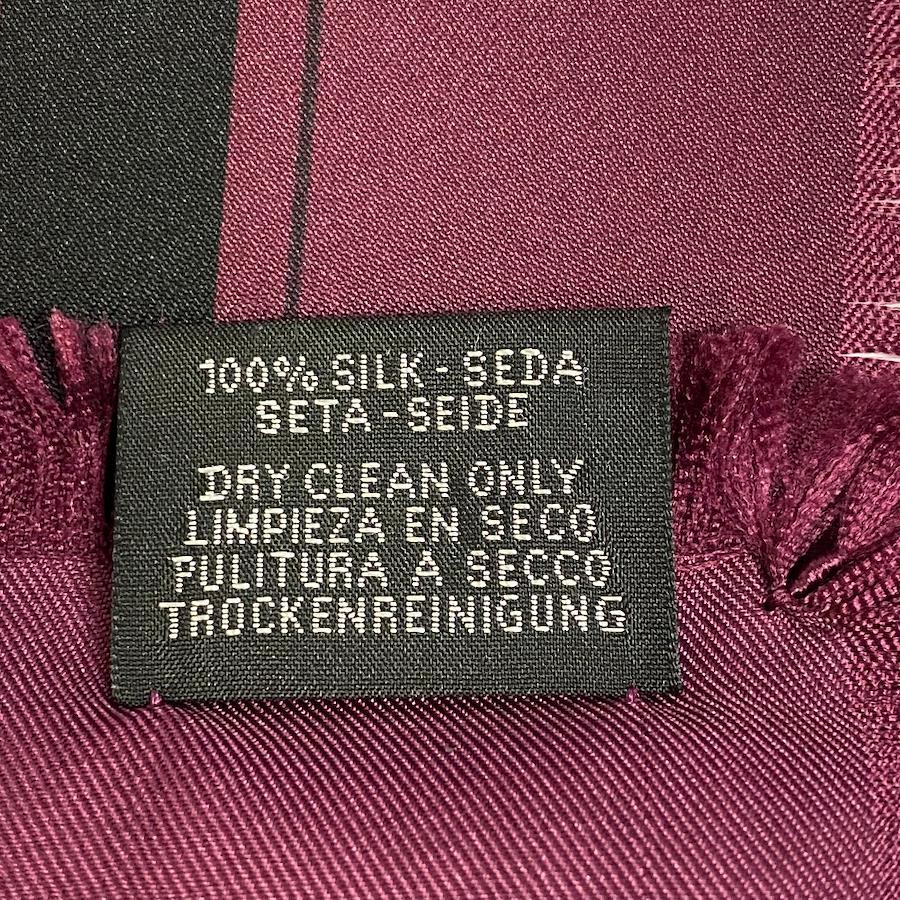 100% SILK - SEDA
SETA - SEIDE
DRY CLEAN ONLY
LIMPIEZA EN SECO
PULITURA A SECCO
TROCKENREINIGUNG